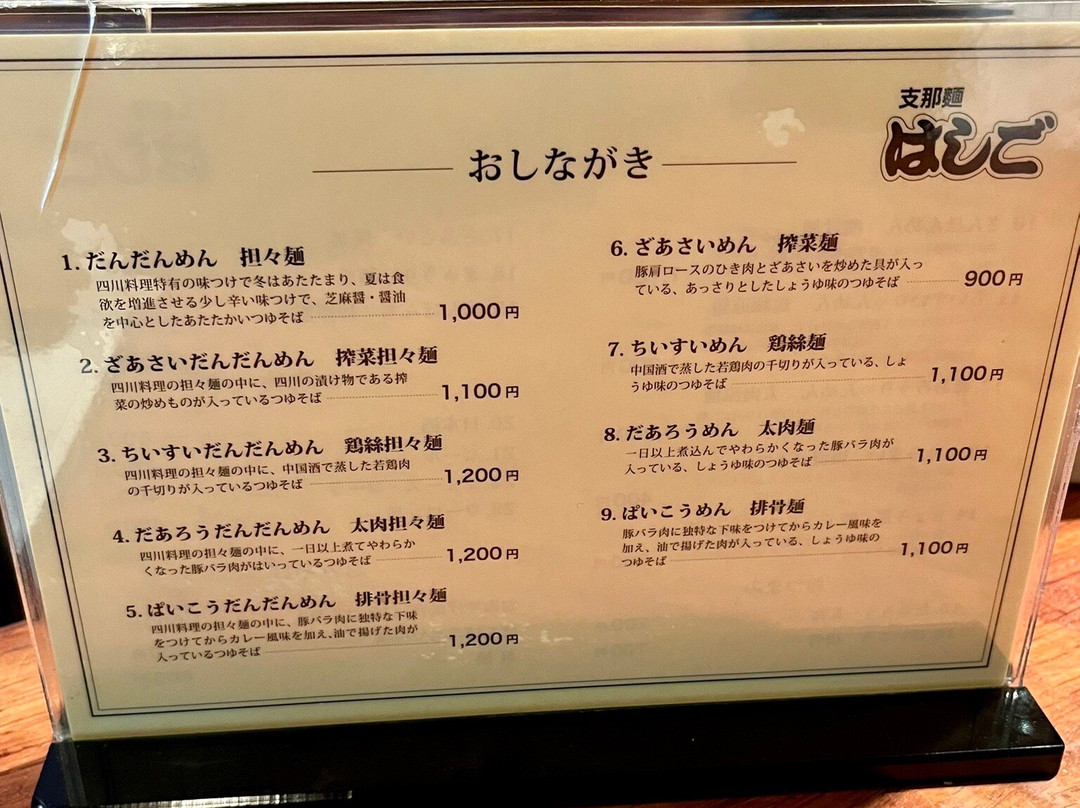 支那麵
はしご
おしながき
1. だんだんめん 担々麺
四川料理特有の味つけで冬はあたたまり、夏は食
欲を増進させる少し辛い味つけで、芝麻醤・醤油
を中心としたあたたかいつゆそば 1,000円
2. ざあさいだんだんめん 搾菜担々麺
四川料理の担々麺の中に、四川の漬け物である搾
菜の炒めものが入っているつゆそば 1,100円
3. ちいすいだんだんめん 鶏絲担々麺
四川料理の担々麺の中に、中国酒で蒸した若鶏肉
の千切りが入っているつゆそば 1,200円
4. だあろうだんだんめん 太肉担々麺
四川料理の担々麺の中に、一日以上煮てやわらか
くなった豚バラ肉がはいっているつゆそば 1,200円
5. ぱいこうだんだんめん 排骨担々麺
四川料理の担々麺の中に、豚バラ肉に独特な下味
をつけてからカレー風味を加え、油で揚げた肉が
入っているつゆそば 1,200円
6. ざあさいめん 搾菜麺
豚肩ロースのひき肉とざあさいを炒めた具が入っ
ている、あっさりとしたしょうゆ味のつゆそば 900円
7. ちいすいめん 鶏絲麺
中国酒で蒸した若鶏肉の千切りが入っている、しょ
うゆ味のつゆそば 1,100円
8. だあろうめん 太肉麺
一日以上煮込んでやわらかくなった豚バラ肉が
入っている、しょうゆ味のつゆそば 1,100円
9. ぱいこうめん 排骨麺
豚バラ肉に独特な下味をつけてからカレー風味を
加え、油で揚げた肉が入っている、しょうゆ味の
つゆそば 1,100円